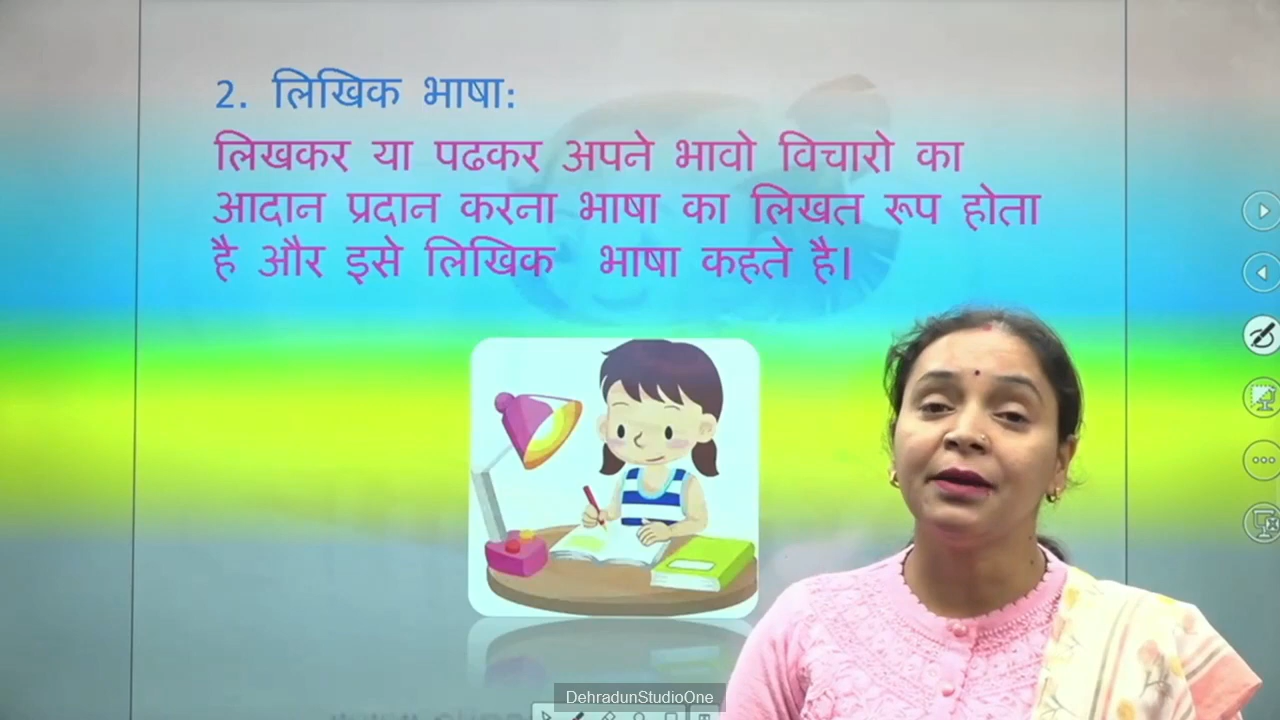 2. लिखिक भाषा:
लिखकर या पढकर अपने भावो विचारो का
आदान प्रदान करना भाषा का लिखत रूप होता
है और इसे लिखिक भाषा कहते है।
DehradunStudioOne